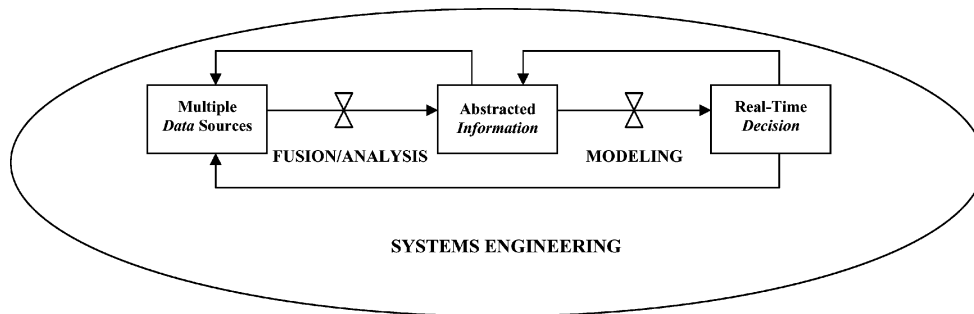 Multiple
Data Sources
Abstracted
Information
Real-Time
Decision
FUSION/ANALYSIS
MODELING
SYSTEMS ENGINEERING